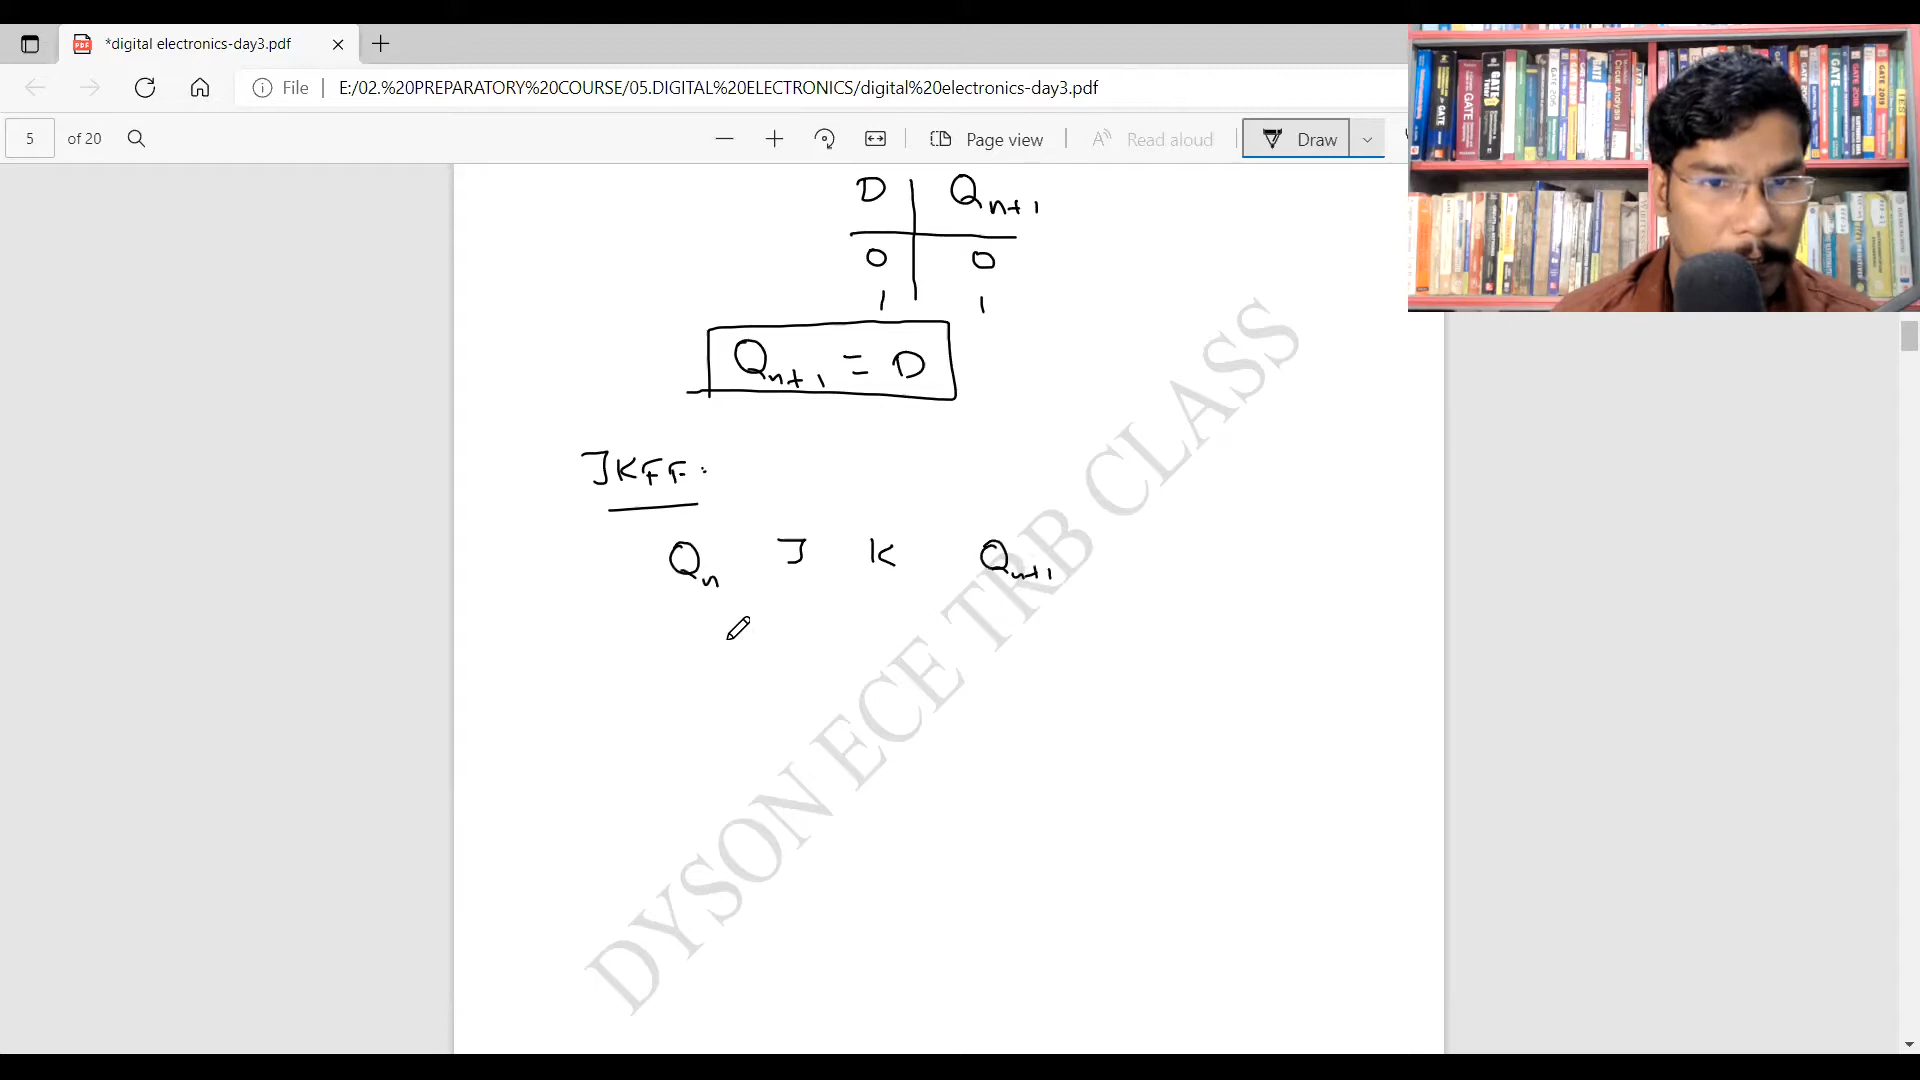 *digital electronics-day3.pdf
File E:/02.%20PREPARATORY%20COURSE/05.DIGITAL%20ELECTRONICS/digital%20electronics-day3.pdf
5 of 20 Page view Read aloud Draw
D Qn+1
0 0
1 1
Qn+1 = D
JKFF:
Qn J K Qn+1
DYSON ECE TRB CLASS